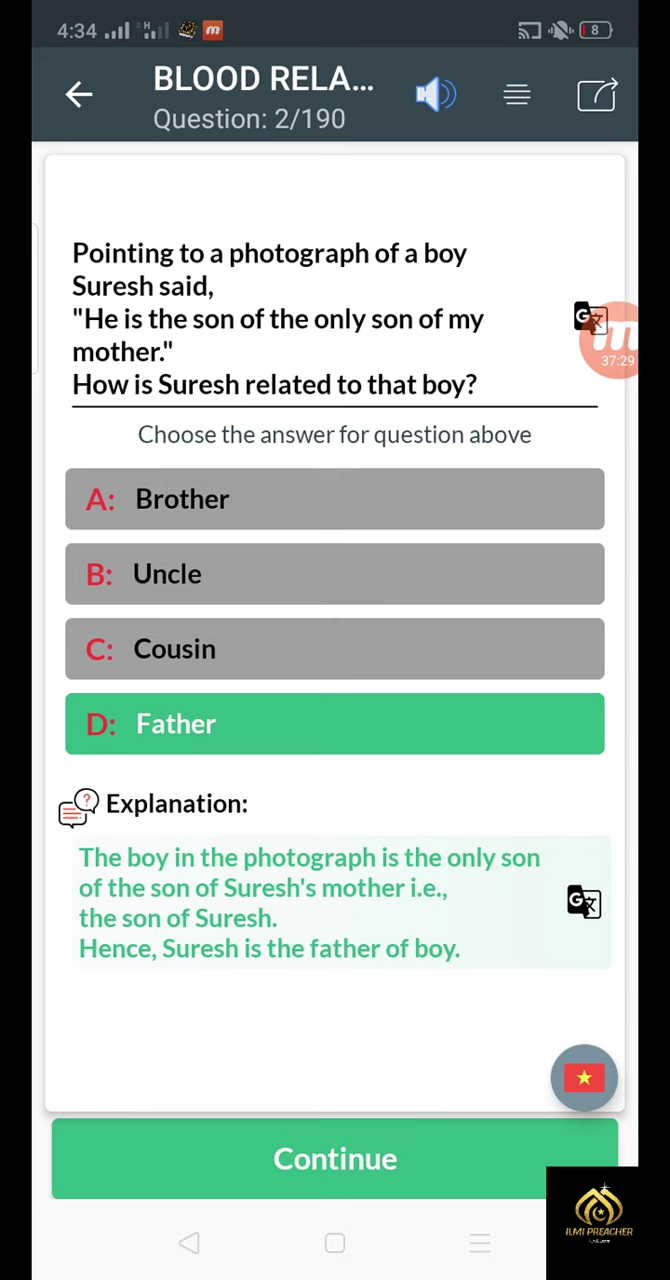 4:34
H
m
8
BLOOD RELA...
Question: 2/190
Pointing to a photograph of a boy
Suresh said,
"He is the son of the only son of my
mother."
How is Suresh related to that boy?
G
m
37:29
Choose the answer for question above
A: Brother
B: Uncle
C: Cousin
D: Father
Explanation:
The boy in the photograph is the only son
of the son of Suresh's mother i.e.,
the son of Suresh.
Hence, Suresh is the father of boy.
G
Continue
ILMI PREACHER